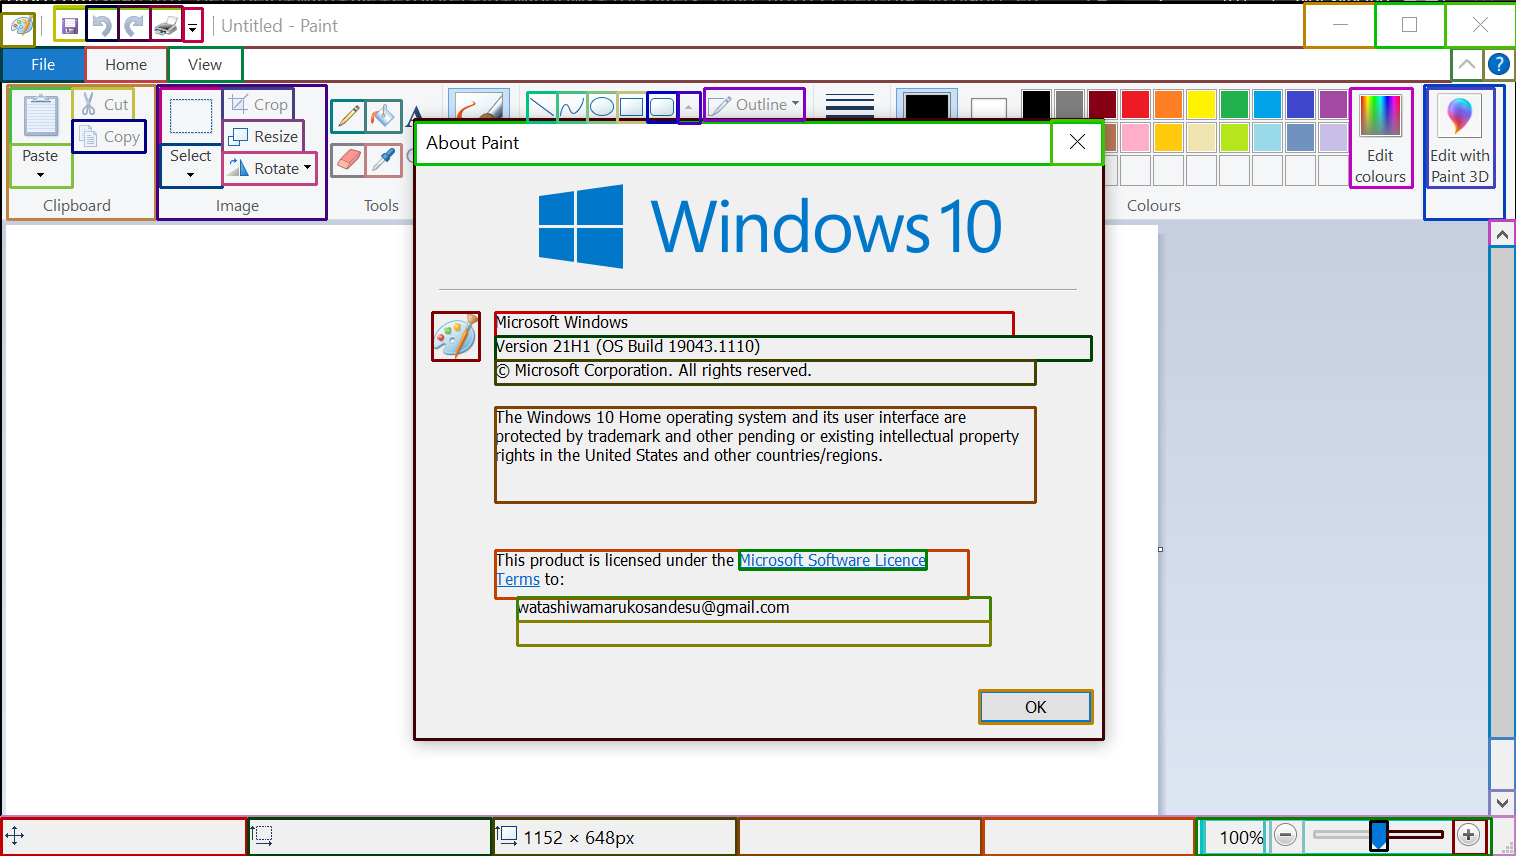 Untitled - Paint
File Home View
Cut
Copy
Paste
Clipboard
Crop
Resize
Rotate
Select
Image
Tools
Outline
Edit
colours
Edit with
Paint 3D
Colours
About Paint
Windows 10
Microsoft Windows
Version 21H1 (OS Build 19043.1110)
© Microsoft Corporation. All rights reserved.
The Windows 10 Home operating system and its user interface are
protected by trademark and other pending or existing intellectual property
rights in the United States and other countries/regions.
This product is licensed under the Microsoft Software Licence
Terms to:
watashiwamarukosandesu@gmail.com
OK
1152 × 648px
100%